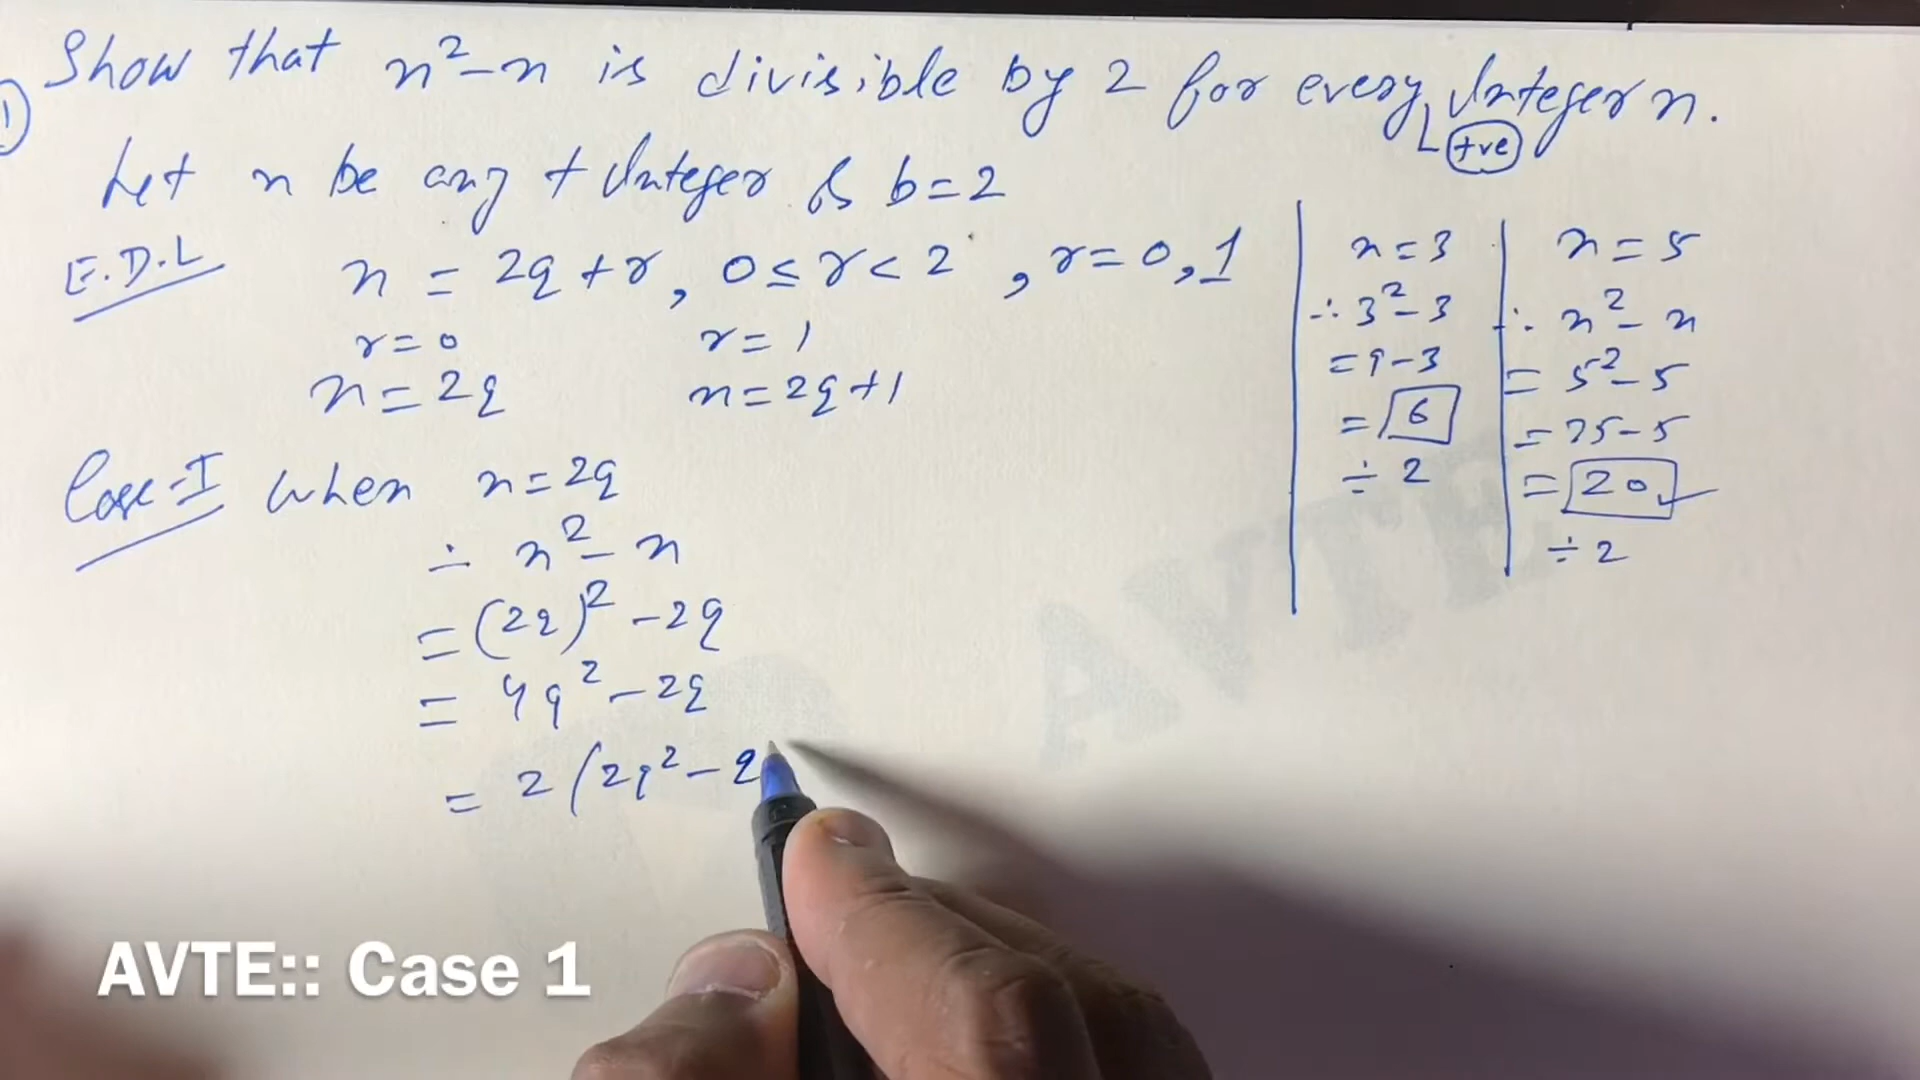 ① Show that n²-n is divisible by 2 for every Integer n.
+ve
Let n be any + Integer & b=2
E.D.L n = 2q+r, 0≤r<2, r=0,1
r=0 r=1
n=2q n=2q+1
Case-I When n=2q
∴ n²-n
=(2q)²-2q
= 4q²-2q
= 2(2q²-q
n=3
∴3²-3
=9-3
=6
÷2
n=5
∴ n²-n
= 5²-5
=25-5
=20
÷2
AVTE:: Case 1